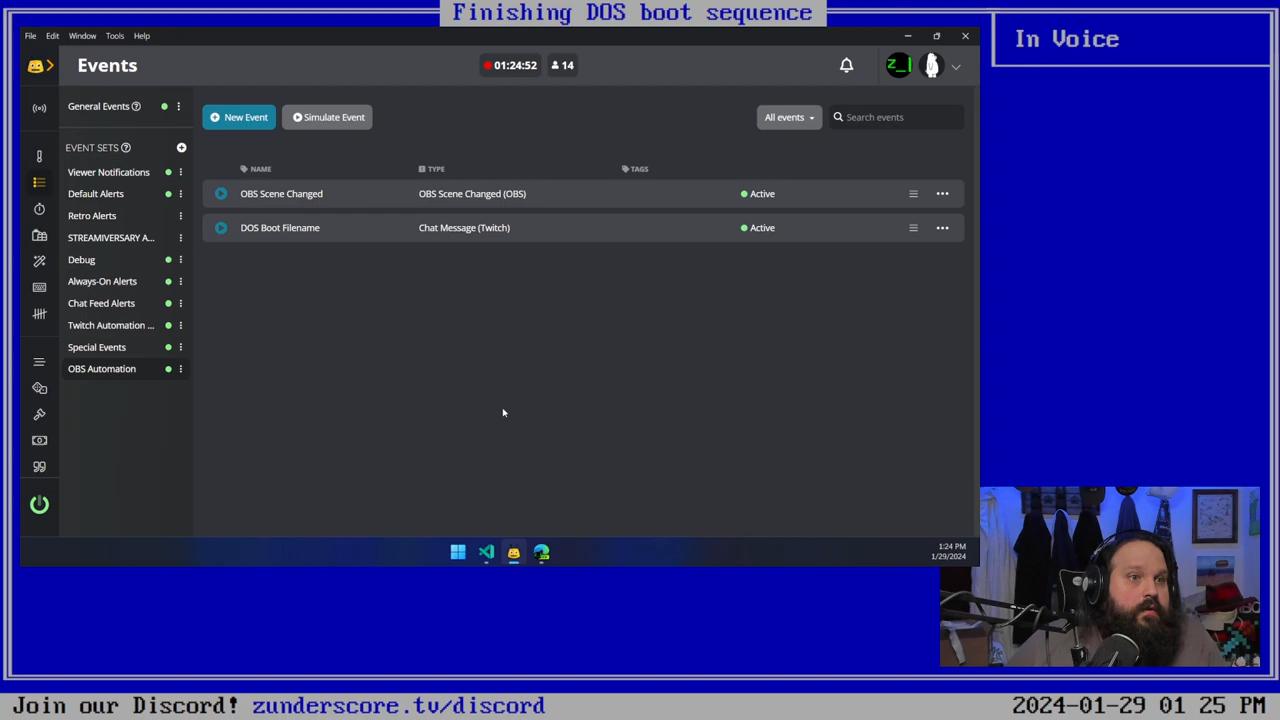 Finishing DOS boot sequence
In Voice
File Edit Window Tools Help
Events
01:24:52
14
z_
General Events
EVENT SETS
Viewer Notifications
Default Alerts
Retro Alerts
STREAMIVERSARY A...
Debug
Always-On Alerts
Chat Feed Alerts
Twitch Automation ...
Special Events
OBS Automation
New Event
Simulate Event
All events
Search events
NAME TYPE TAGS
OBS Scene Changed OBS Scene Changed (OBS) Active
DOS Boot Filename Chat Message (Twitch) Active
1:24 PM
1/29/2024
Join our Discord! zunderscore.tv/discord
2024-01-29 01 25 PM